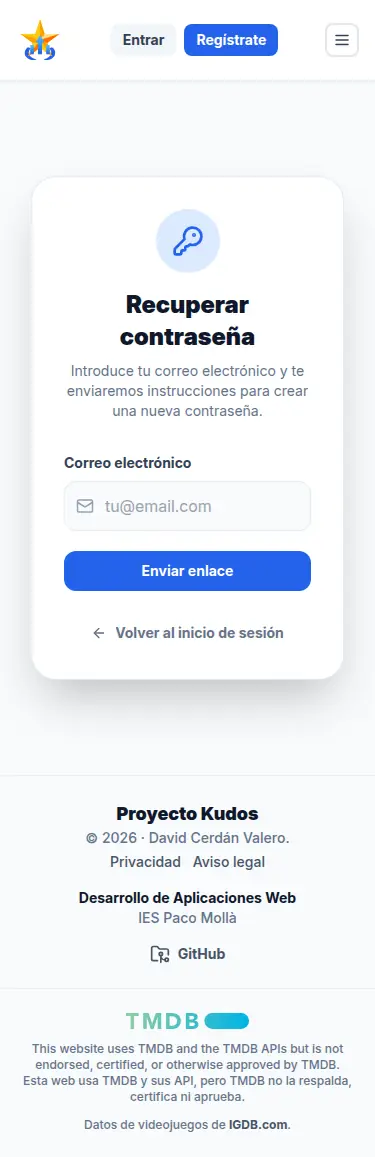 Entrar
Regístrate
Recuperar
contraseña
Introduce tu correo electrónico y te
enviaremos instrucciones para crear
una nueva contraseña.
Correo electrónico
tu@email.com
Enviar enlace
Volver al inicio de sesión
Proyecto Kudos
© 2026 · David Cerdán Valero.
Privacidad Aviso legal
Desarrollo de Aplicaciones Web
IES Paco Mollà
GitHub
TMDB
This website uses TMDB and the TMDB APIs but is not
endorsed, certified, or otherwise approved by TMDB.
Esta web usa TMDB y sus API, pero TMDB no la respalda,
certifica ni aprueba.
Datos de videojuegos de IGDB.com.